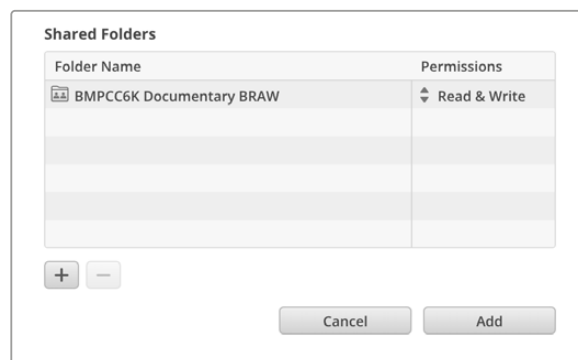 Shared Folders
Folder Name Permissions
BMPCC6K Documentary BRAW Read & Write
Cancel Add